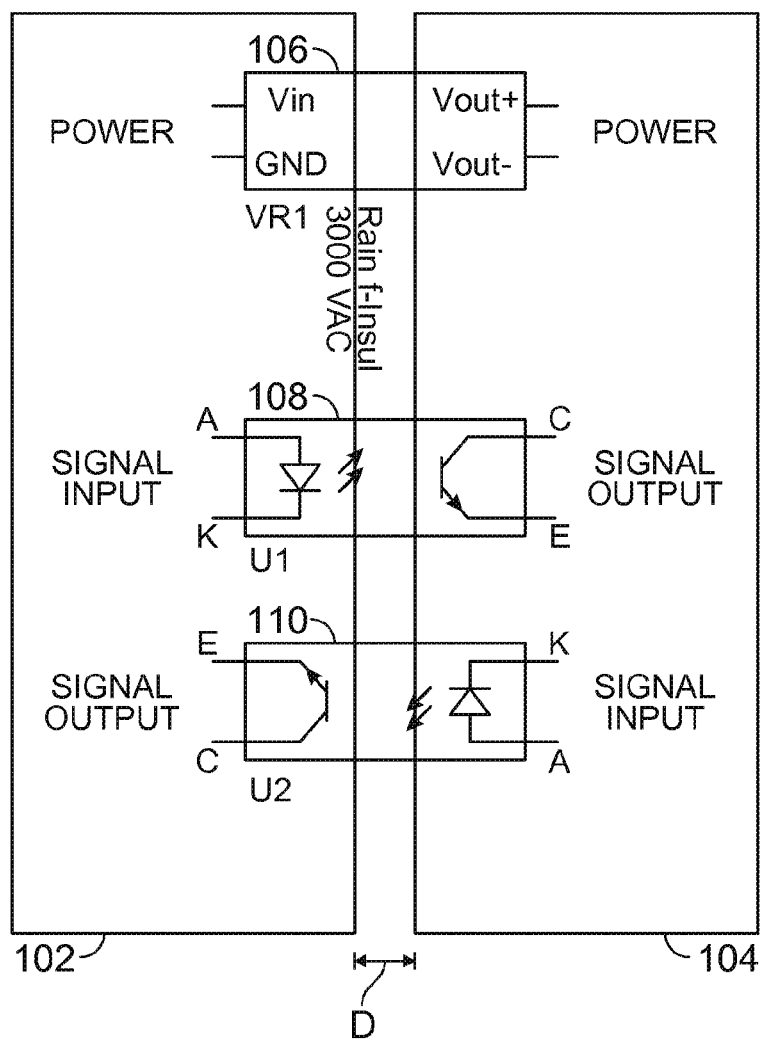 106
Vin
Vout+
POWER
POWER
GND
Vout-
VR1
Rain f-Insul
3000 VAC
108
A
C
SIGNAL
INPUT
SIGNAL
OUTPUT
K
E
U1
110
E
K
SIGNAL
OUTPUT
SIGNAL
INPUT
C
A
U2
102
104
D